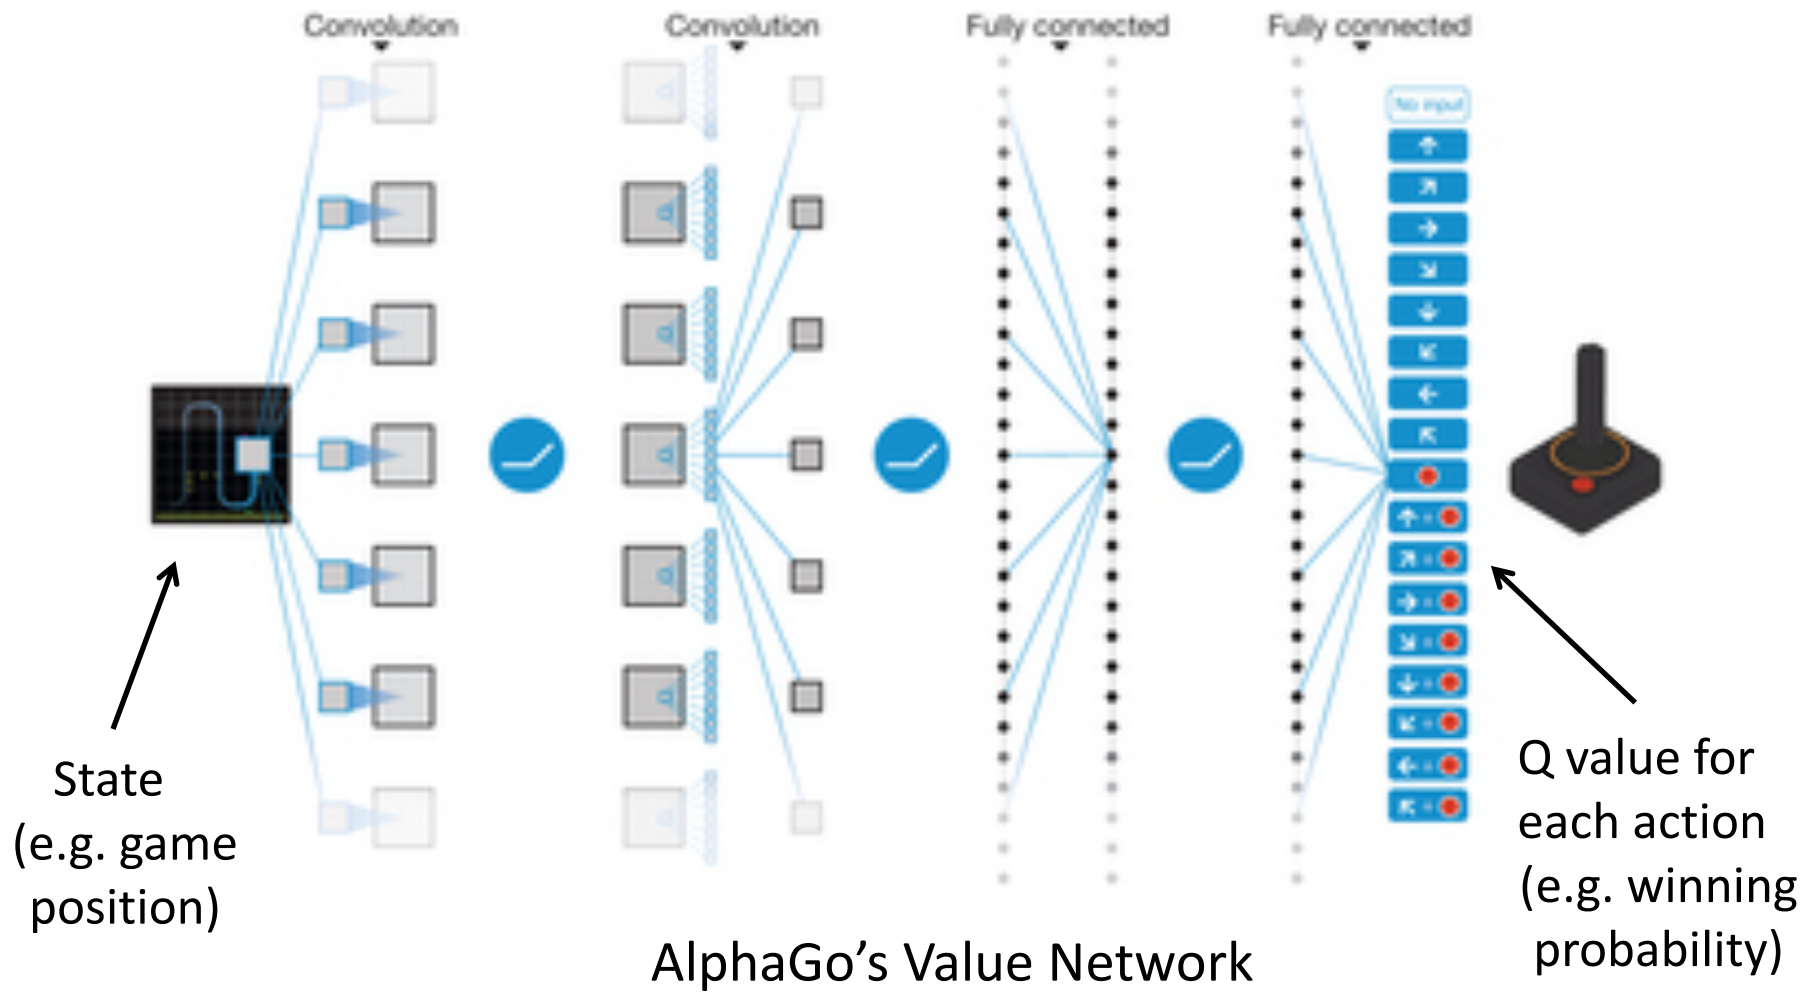 Convolution
Convolution
Fully connected
Fully connected
No input
State
(e.g. game
position)
Q value for
each action
(e.g. winning
probability)
AlphaGo’s Value Network